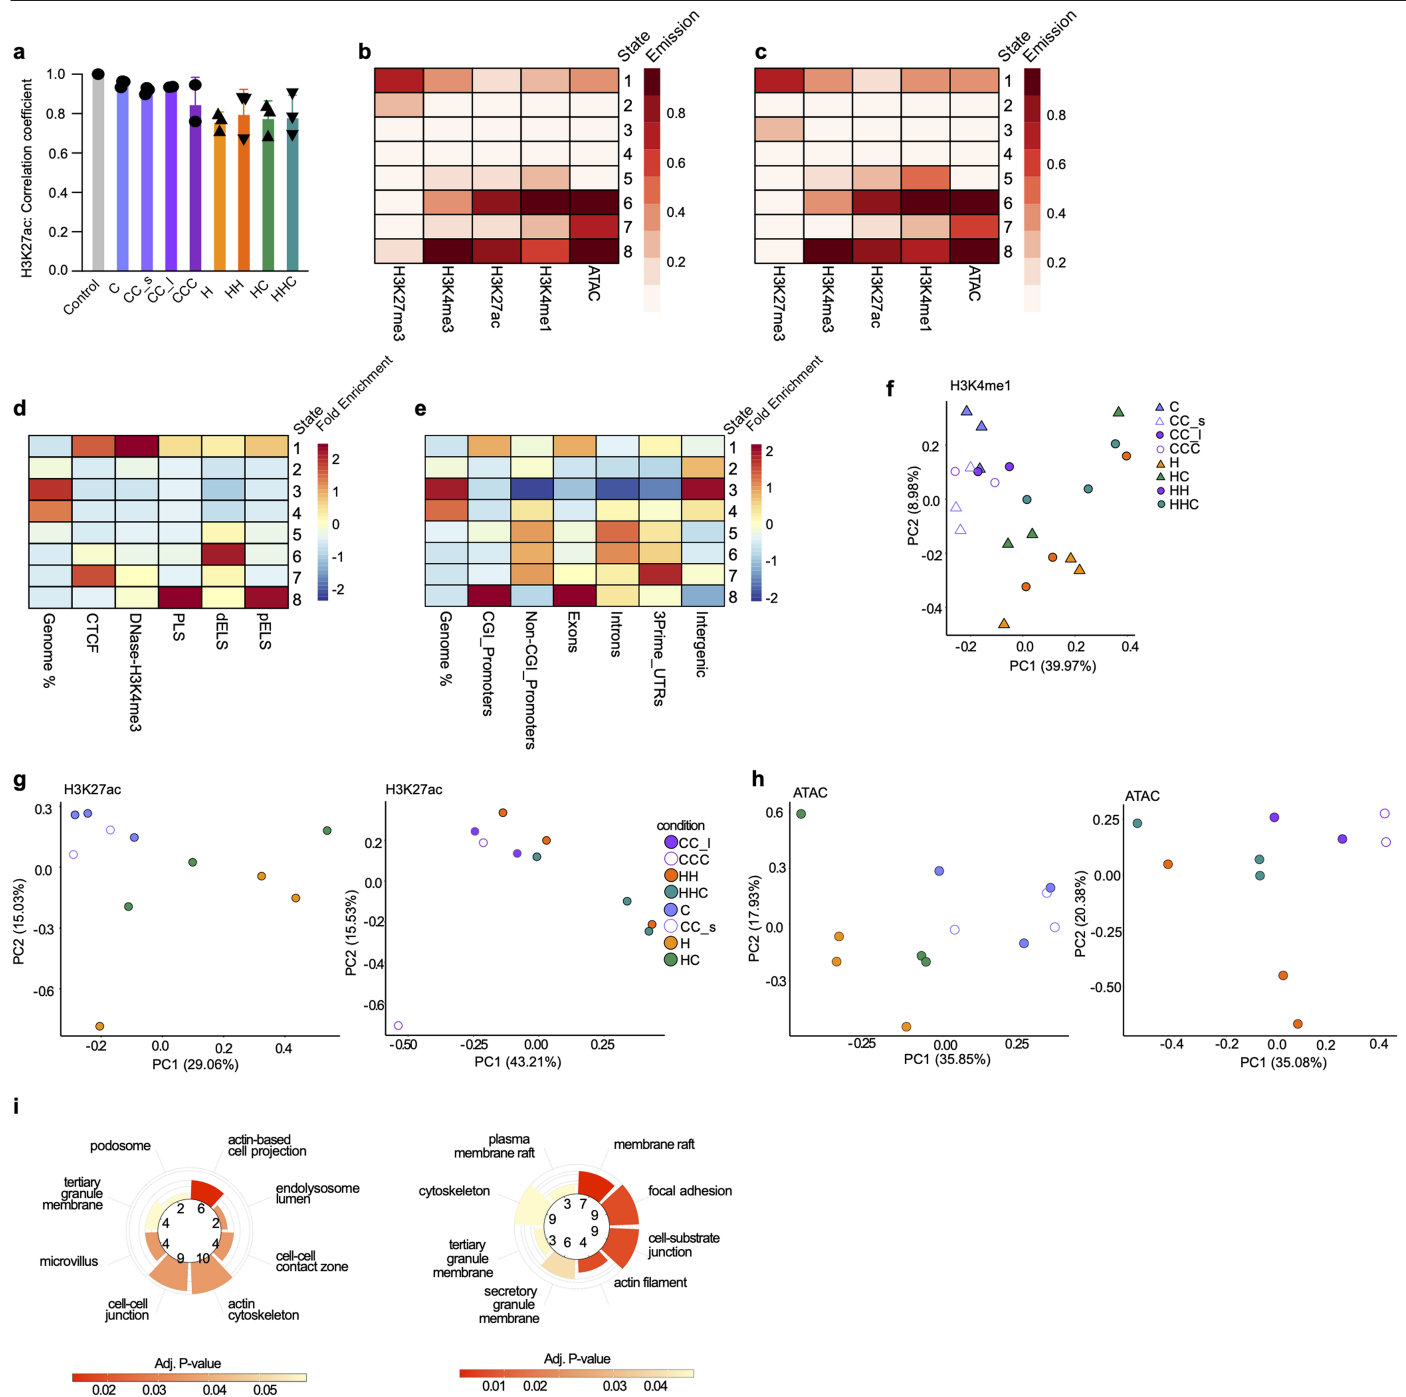 a
H3K27ac: Correlation coefficient
1.0
0.8
0.6
0.4
0.2
0.0
Control
C
CC_s
CC_l
CCC
H
HH
HC
HHC
b
State
Emission
1
2
3
4
5
6
7
8
0.8
0.6
0.4
0.2
H3K27me3
H3K4me3
H3K27ac
H3K4me1
ATAC
c
State
Emission
1
2
3
4
5
6
7
8
0.8
0.6
0.4
0.2
H3K27me3
H3K4me3
H3K27ac
H3K4me1
ATAC
d
State
Fold Enrichment
1
2
3
4
5
6
7
8
2
1
0
-1
-2
Genome %
CTCF
DNase-H3K4me3
PLS
dELS
pELS
e
State
Fold Enrichment
1
2
3
4
5
6
7
8
2
1
0
-1
-2
Genome %
CGI_Promoters
Non-CGI_Promoters
Exons
Introns
3Prime_UTRs
Intergenic
f
H3K4me1
PC2 (8.98%)
0.2
0.0
-0.2
-0.4
-0.2
0.0
0.2
0.4
PC1 (39.97%)
C
CC_s
CC_l
CCC
H
HC
HH
HHC
g
H3K27ac
PC2 (15.03%)
0.3
0.0
-0.3
-0.6
-0.2
0.0
0.2
0.4
PC1 (29.06%)
H3K27ac
PC2 (15.53%)
0.2
0.0
-0.2
-0.4
-0.6
-0.50
-0.25
0.00
0.25
PC1 (43.21%)
condition
CC_l
CCC
HH
HHC
C
CC_s
H
HC
h
ATAC
PC2 (17.93%)
0.6
0.3
0.0
-0.3
-0.25
0.00
0.25
PC1 (35.85%)
ATAC
PC2 (20.38%)
0.25
0.00
-0.25
-0.50
-0.4
-0.2
0.0
0.2
0.4
PC1 (35.08%)
i
podosome
actin-based
cell projection
tertiary
granule
membrane
endolysosome
lumen
microvillus
cell-cell
contact zone
cell-cell
junction
actin
cytoskeleton
2
6
4
2
4
4
9
10
Adj. P-value
0.02
0.03
0.04
0.05
plasma
membrane raft
membrane raft
cytoskeleton
focal adhesion
tertiary
granule
membrane
cell-substrate
junction
secretory
granule
membrane
actin filament
3
7
9
9
9
3
6
4
Adj. P-value
0.01
0.02
0.03
0.04